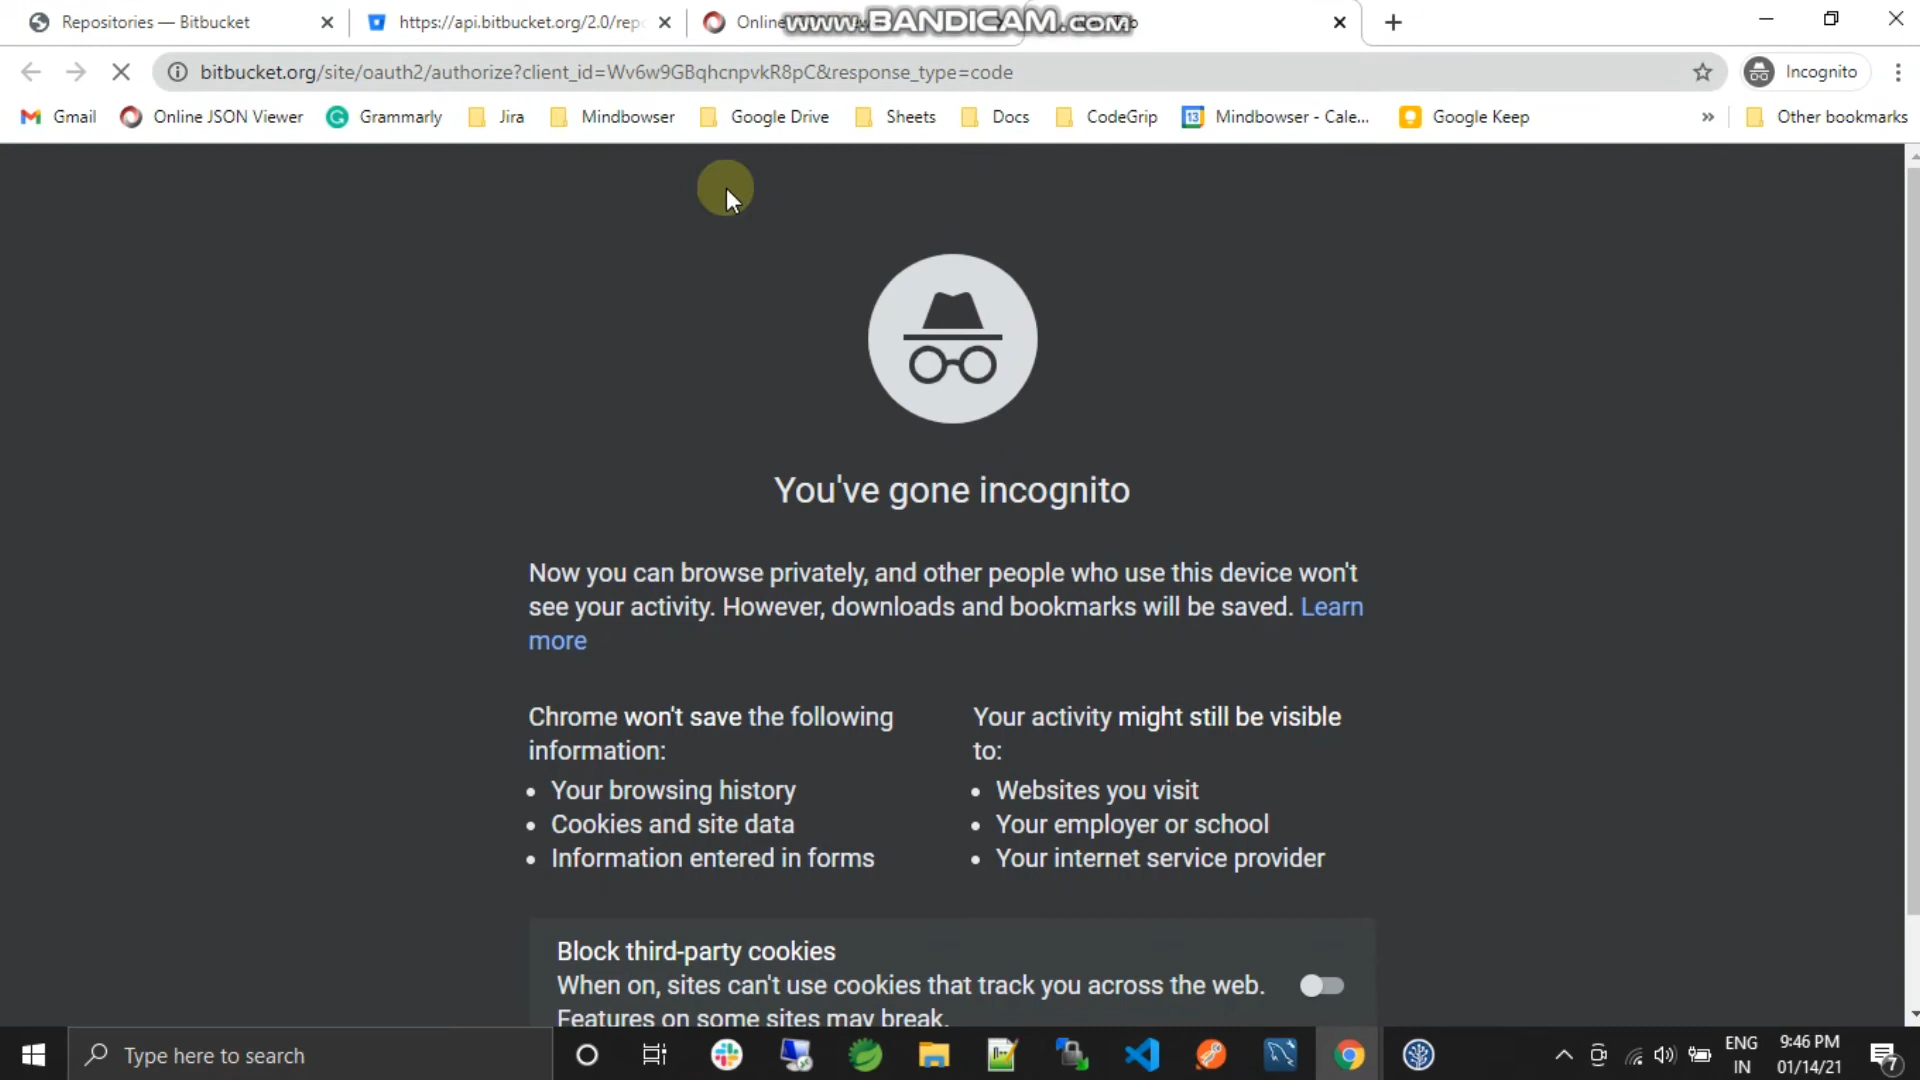 Repositories — Bitbucket
https://api.bitbucket.org/2.0/repo
Online
www.BANDICAM.com
bitbucket.org/site/oauth2/authorize?client_id=Wv6w9GBqhcnpvkR8pC&response_type=code
Incognito
Gmail
Online JSON Viewer
Grammarly
Jira
Mindbowser
Google Drive
Sheets
Docs
CodeGrip
13
Mindbowser - Cale...
Google Keep
»
Other bookmarks
You've gone incognito
Now you can browse privately, and other people who use this device won't
see your activity. However, downloads and bookmarks will be saved. Learn
more
Chrome won't save the following
information:
• Your browsing history
• Cookies and site data
• Information entered in forms
Your activity might still be visible
to:
• Websites you visit
• Your employer or school
• Your internet service provider
Block third-party cookies
When on, sites can't use cookies that track you across the web.
Features on some sites may break.
Type here to search
ENG
IN
9:46 PM
01/14/21
7